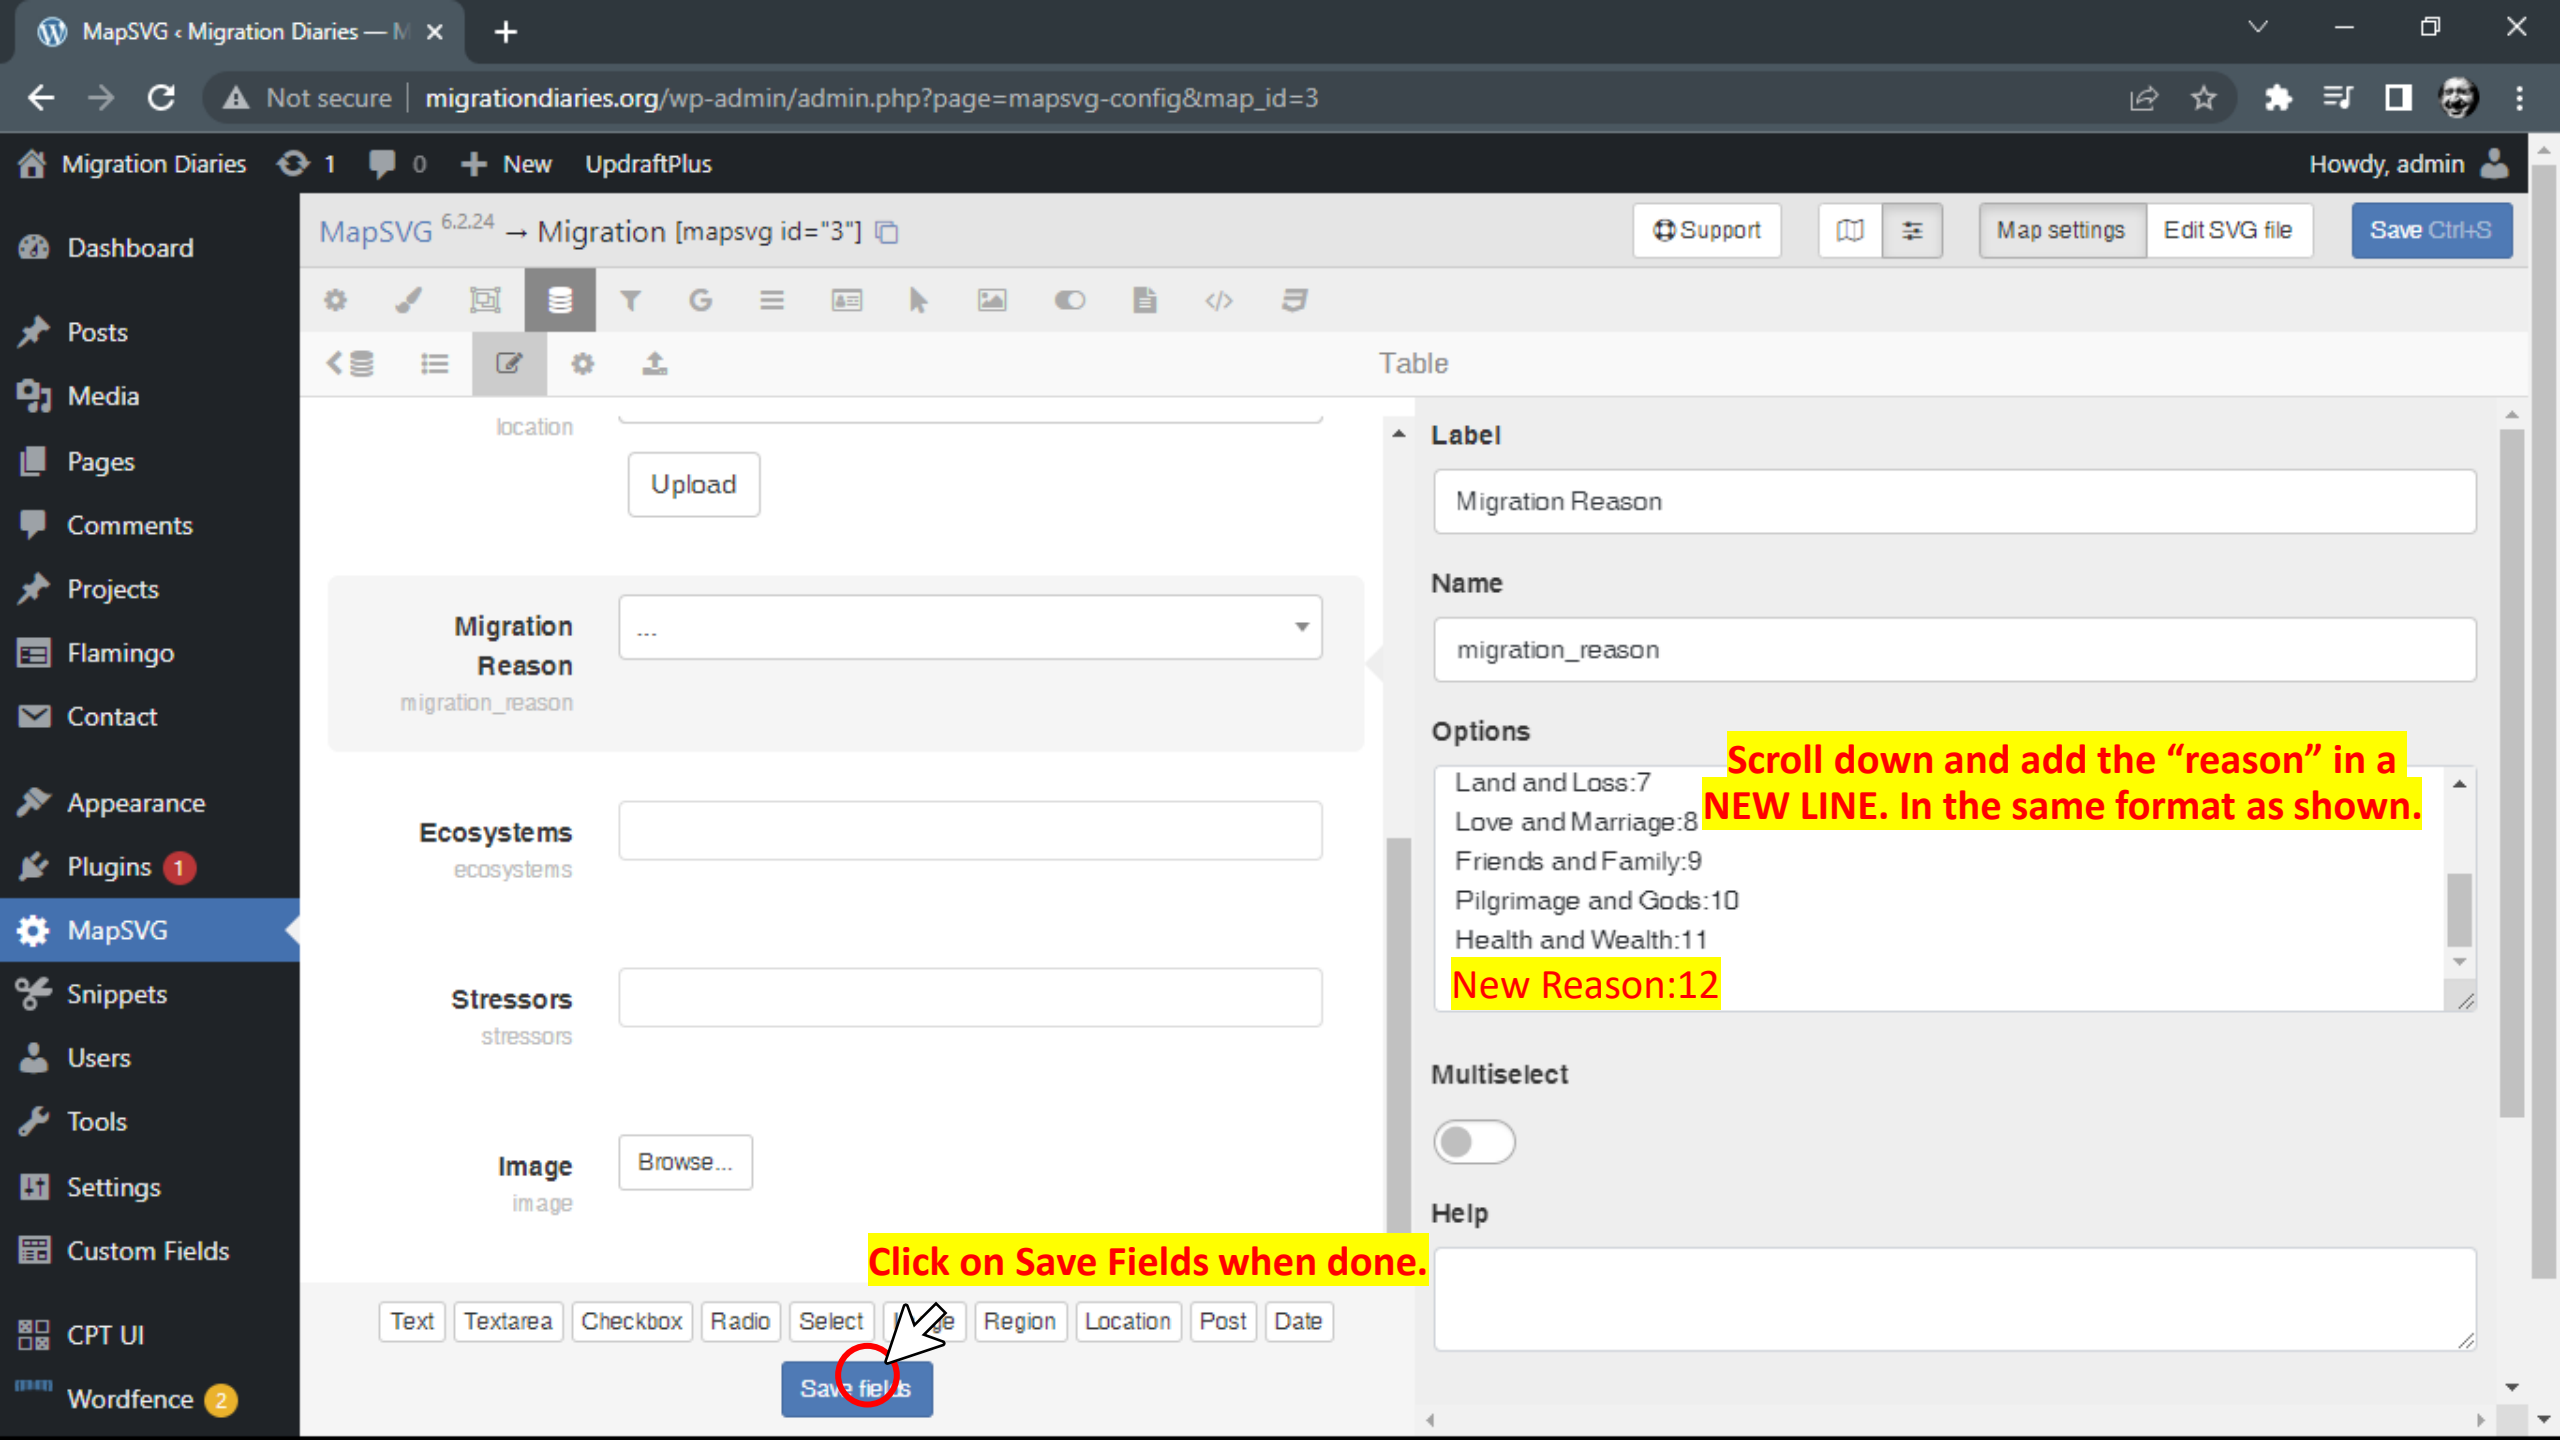 MapSVG ‹ Migration Diaries — M
Not secure | migrationdiaries.org/wp-admin/admin.php?page=mapsvg-config&map_id=3
Migration Diaries 1 0 + New UpdraftPlus Howdy, admin
MapSVG 6.2.24 → Migration [mapsvg id="3"] Support Map settings Edit SVG file Save Ctrl+S
Dashboard
Posts
Media
Pages
Comments
Projects
Flamingo
Contact
Appearance
Plugins 1
MapSVG
Snippets
Users
Tools
Settings
Custom Fields
CPT UI
Wordfence 2
Table
location
Upload
Migration
Reason
migration_reason
...
Ecosystems
ecosystems
Stressors
stressors
Image
image
Browse...
Click on Save Fields when done.
Text Textarea Checkbox Radio Select Region Location Post Date
Save fields
Label
Migration Reason
Name
migration_reason
Options
Scroll down and add the “reason” in a
NEW LINE. In the same format as shown.
Land and Loss:7
Love and Marriage:8
Friends and Family:9
Pilgrimage and Gods:10
Health and Wealth:11
New Reason:12
Multiselect
Help